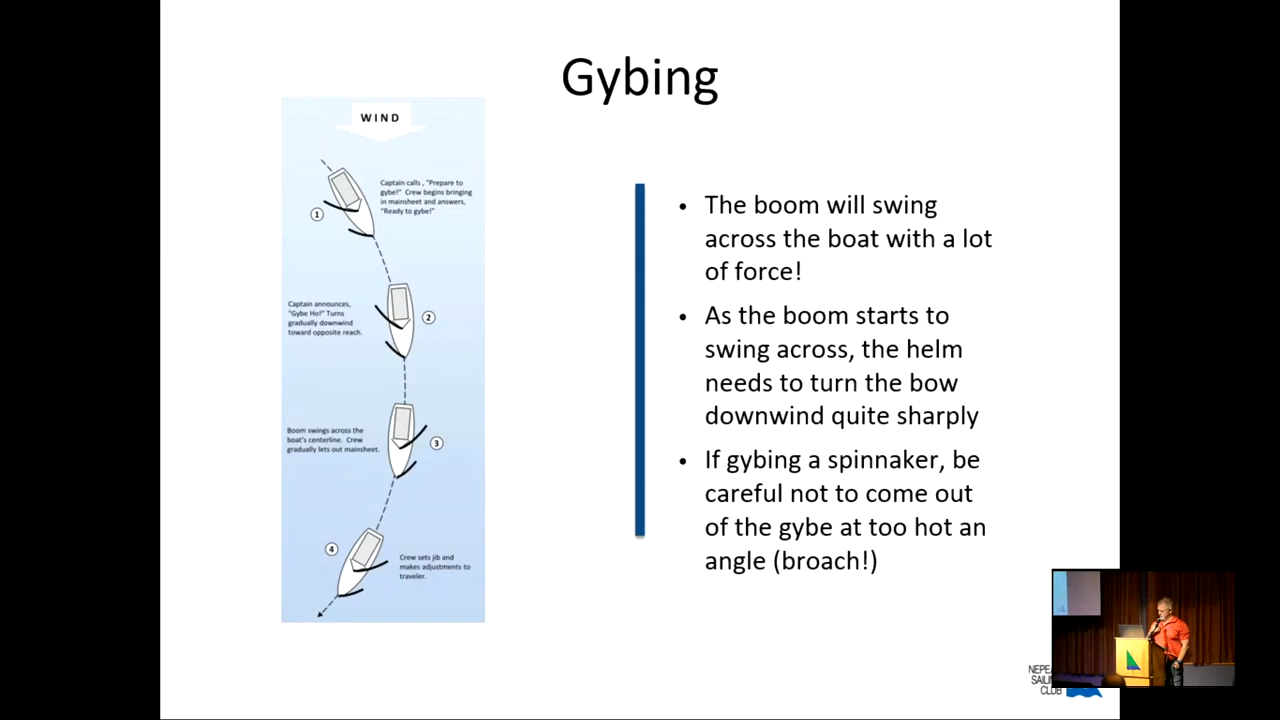 Gybing
WIND
Captain calls , "Prepare to
gybe!" Crew begins bringing
in mainsheet and answers,
"Ready to gybe!"
1
Captain announces,
"Gybe Ho!" Turns
gradually downwind
toward opposite reach.
2
Boom swings across the
boat's centerline. Crew
gradually lets out mainsheet.
3
4
Crew sets jib and
makes adjustments to
traveler.
• The boom will swing
across the boat with a lot
of force!
• As the boom starts to
swing across, the helm
needs to turn the bow
downwind quite sharply
• If gybing a spinnaker, be
careful not to come out
of the gybe at too hot an
angle (broach!)
CLUB